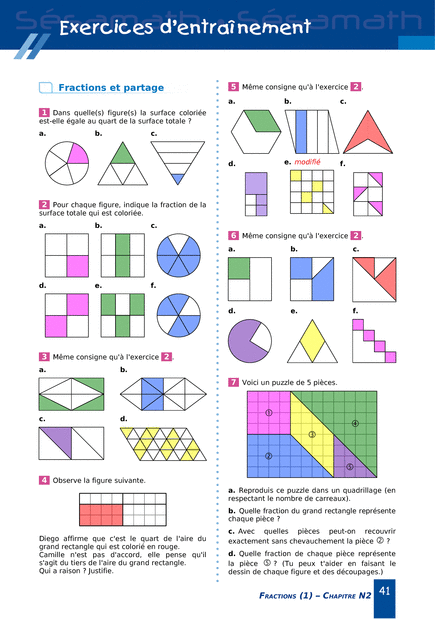 Sésamath
Sésamath
Exercices d'entraînement
Fractions et partage
1 Dans quelle(s) figure(s) la surface coloriée
est-elle égale au quart de la surface totale ?
a. b. c.
2 Pour chaque figure, indique la fraction de la
surface totale qui est coloriée.
a. b. c.
d. e. f.
3 Même consigne qu'à l'exercice 2.
a. b.
c. d.
4 Observe la figure suivante.
Diego affirme que c'est le quart de l'aire du
grand rectangle qui est colorié en rouge.
Camille n'est pas d'accord, elle pense qu'il
s'agit du tiers de l'aire du grand rectangle.
Qui a raison ? Justifie.
5 Même consigne qu'à l'exercice 2.
a. b. c.
d. e. modifié f.
6 Même consigne qu'à l'exercice 2.
a. b. c.
d. e. f.
7 Voici un puzzle de 5 pièces.
① ④
③
②
⑤
a. Reproduis ce puzzle dans un quadrillage (en
respectant le nombre de carreaux).
b. Quelle fraction du grand rectangle représente
chaque pièce ?
c. Avec quelles pièces peut-on recouvrir
exactement sans chevauchement la pièce ② ?
d. Quelle fraction de chaque pièce représente
la pièce ⑤ ? (Tu peux t'aider en faisant le
dessin de chaque figure et des découpages.)
Fractions (1) – Chapitre N2 41